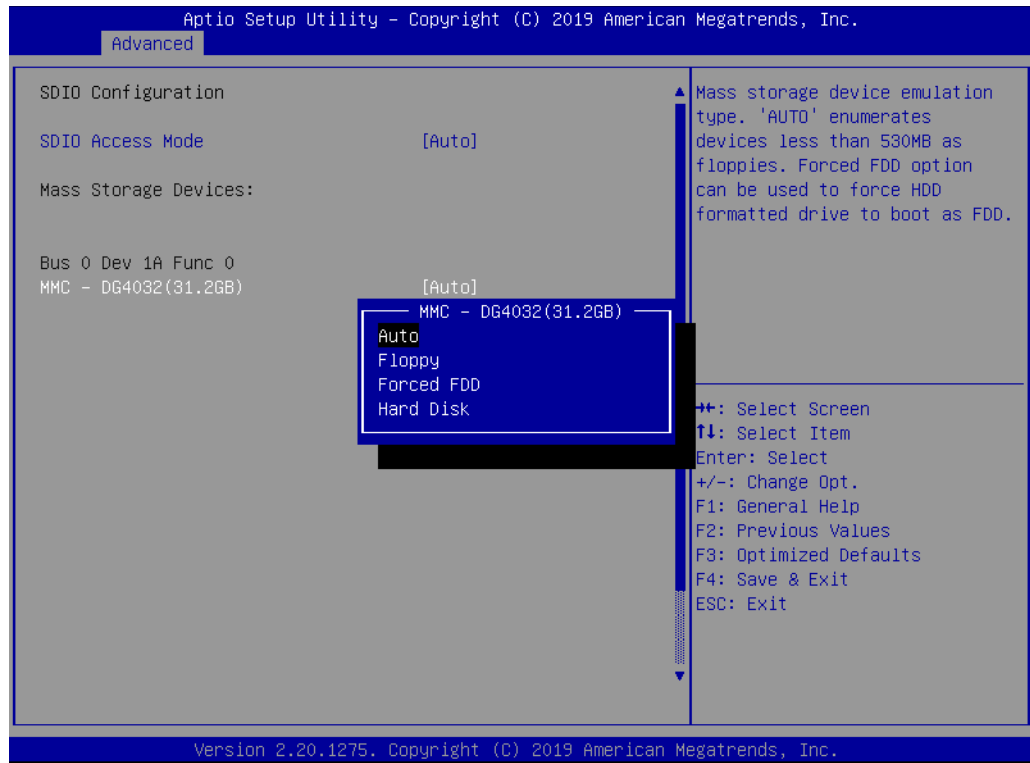 Aptio Setup Utility – Copyright (C) 2019 American Megatrends, Inc.
Advanced
SDIO Configuration
SDIO Access Mode [Auto]
Mass Storage Devices:
Bus 0 Dev 1A Func 0
MMC – DG4032(31.2GB) [Auto]
MMC – DG4032(31.2GB)
Auto
Floppy
Forced FDD
Hard Disk
Mass storage device emulation
type. 'AUTO' enumerates
devices less than 530MB as
floppies. Forced FDD option
can be used to force HDD
formatted drive to boot as FDD.
→←: Select Screen
↑↓: Select Item
Enter: Select
+/-: Change Opt.
F1: General Help
F2: Previous Values
F3: Optimized Defaults
F4: Save & Exit
ESC: Exit
Version 2.20.1275. Copyright (C) 2019 American Megatrends, Inc.